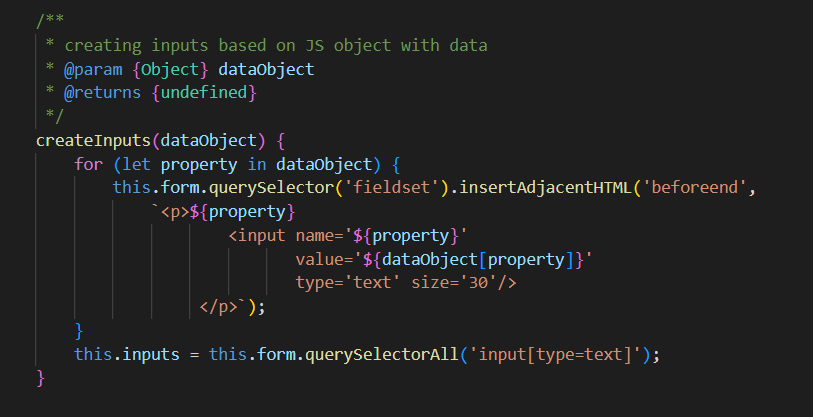 /**
 * creating inputs based on JS object with data
 * @param {Object} dataObject
 * @returns {undefined}
 */
createInputs(dataObject) {
    for (let property in dataObject) {
        this.form.querySelector('fieldset').insertAdjacentHTML('beforeend',
            `<p>${property}
                    <input name='${property}'
                           value='${dataObject[property]}'
                           type='text' size='30'/>
                 </p>`);
    }
    this.inputs = this.form.querySelectorAll('input[type=text]');
}